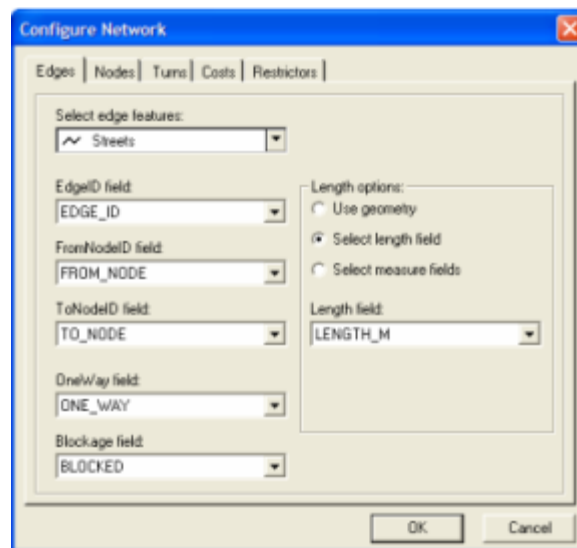 Configure Network
Edges Nodes Turns Costs Restrictors
Select edge features:
Streets
EdgeID field:
EDGE_ID
FromNodeID field:
FROM_NODE
ToNodeID field:
TO_NODE
OneWay field:
ONE_WAY
Blockage field:
BLOCKED
Length options:
Use geometry
Select length field
Select measure fields
Length field:
LENGTH_M
OK Cancel